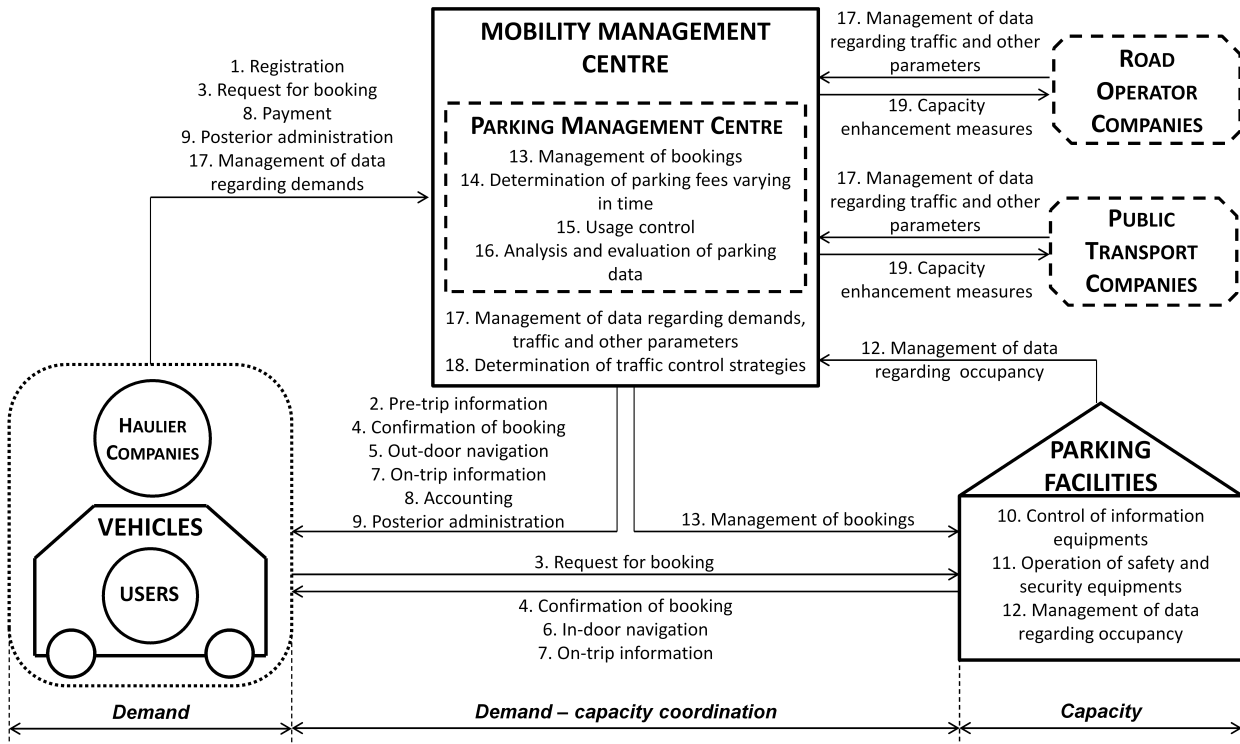 MOBILITY MANAGEMENT
CENTRE
PARKING MANAGEMENT CENTRE
13. Management of bookings
14. Determination of parking fees varying
in time
15. Usage control
16. Analysis and evaluation of parking
data
17. Management of data regarding demands,
traffic and other parameters
18. Determination of traffic control strategies
1. Registration
3. Request for booking
8. Payment
9. Posterior administration
17. Management of data
regarding demands
17. Management of data
regarding traffic and other
parameters
19. Capacity
enhancement measures
ROAD
OPERATOR
COMPANIES
17. Management of data
regarding traffic and other
parameters
19. Capacity
enhancement measures
PUBLIC
TRANSPORT
COMPANIES
12. Management of data
regarding occupancy
HAULIER
COMPANIES
VEHICLES
USERS
2. Pre-trip information
4. Confirmation of booking
5. Out-door navigation
7. On-trip information
8. Accounting
9. Posterior administration
13. Management of bookings
3. Request for booking
4. Confirmation of booking
6. In-door navigation
7. On-trip information
PARKING
FACILITIES
10. Control of information
equipments
11. Operation of safety and
security equipments
12. Management of data
regarding occupancy
Demand
Demand – capacity coordination
Capacity